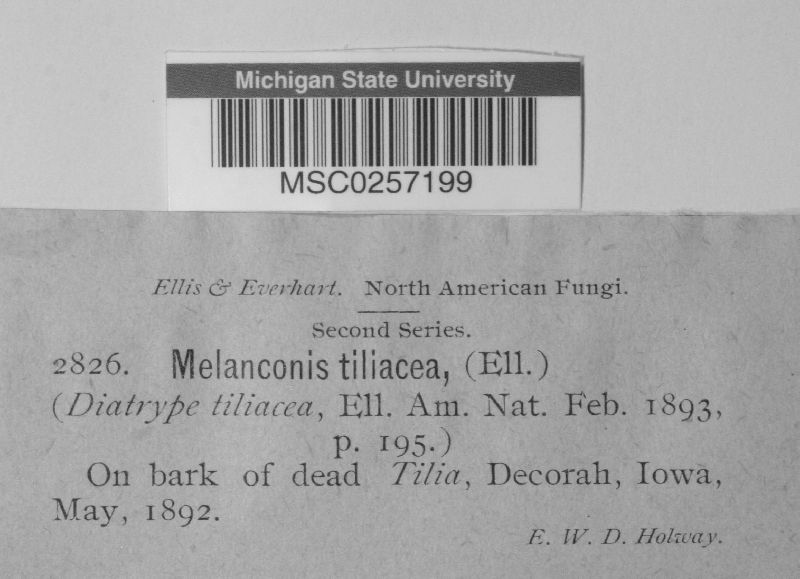 Michigan State University
MSC0257199
Ellis & Everhart. North American Fungi.
Second Series.
2826. Melanconis tiliacea, (Ell.)
(Diatrype tiliacea, Ell. Am. Nat. Feb. 1893,
p. 195.)
On bark of dead Tilia, Decorah, Iowa,
May, 1892.
E. W. D. Holway.